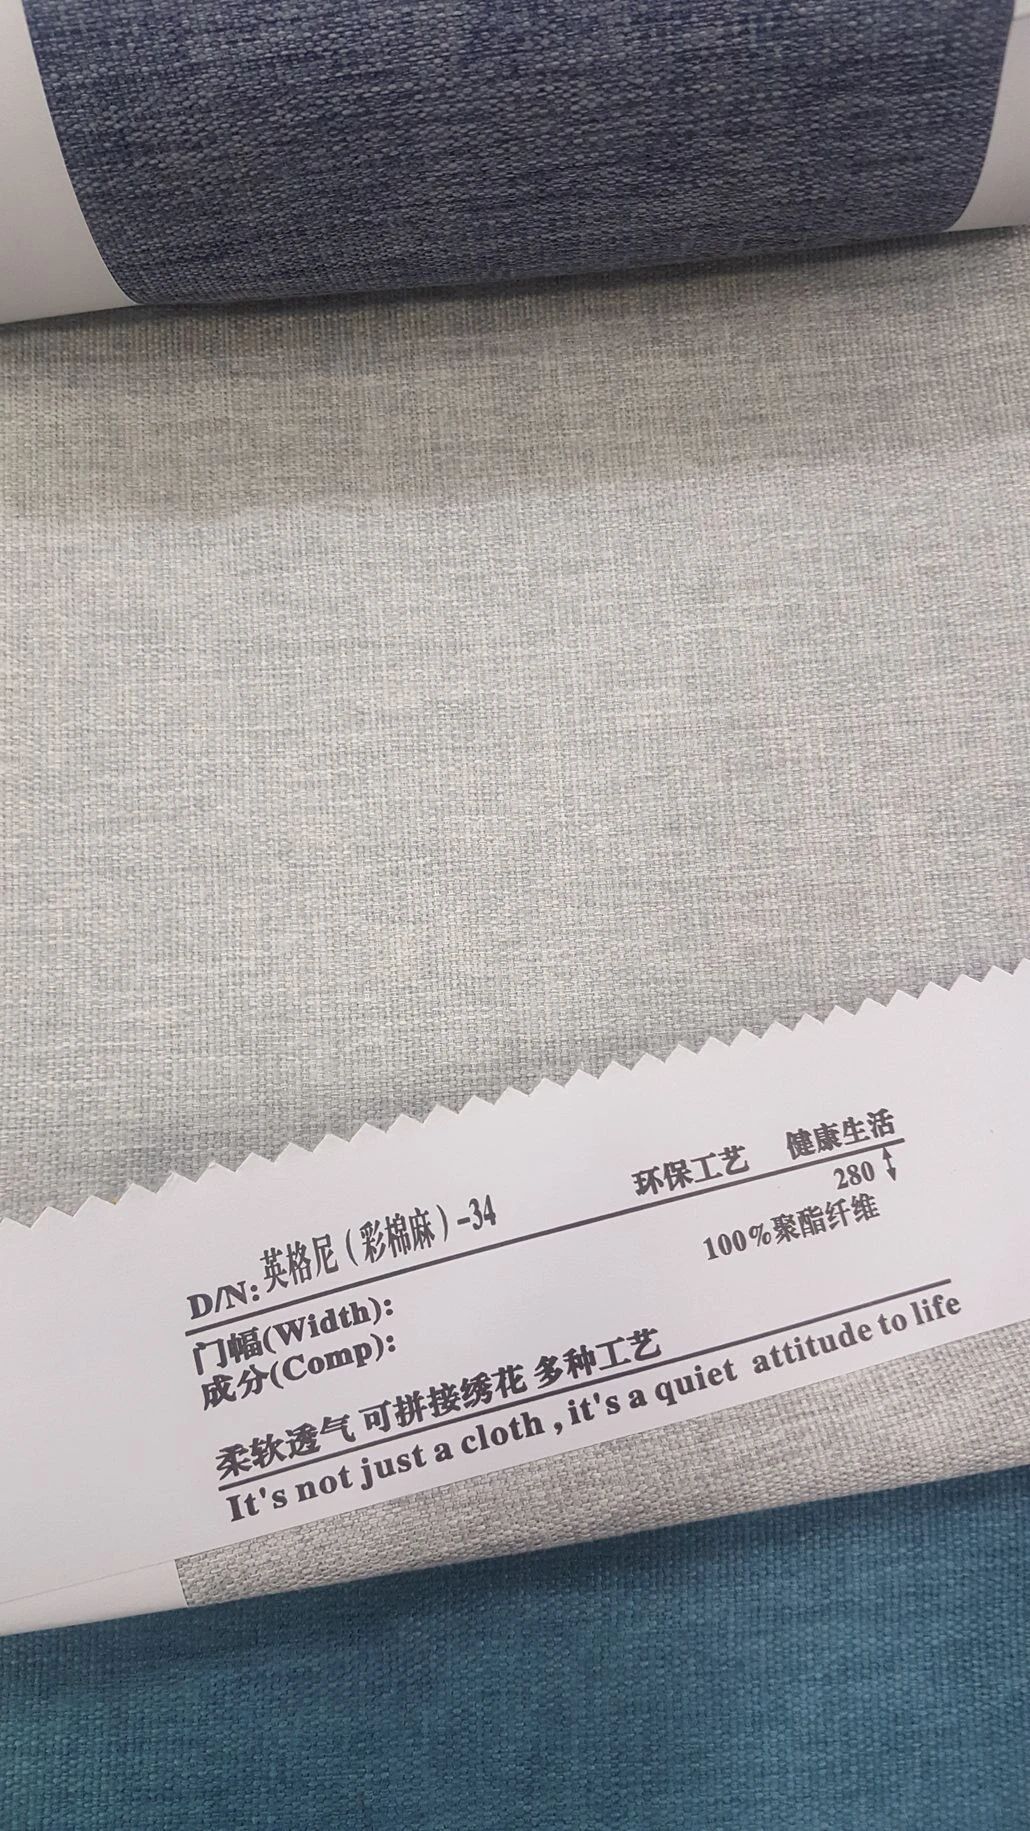 环保工艺 健康生活
D/N:英格尼（彩棉麻）-34
门幅(Width): 280
成分(Comp): 100%聚酯纤维
柔软透气 可拼接绣花 多种工艺
It's not just a cloth , it's a quiet attitude to life